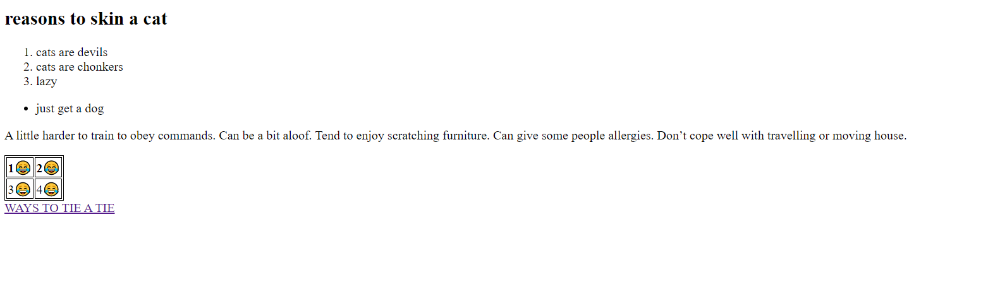 reasons to skin a cat
1. cats are devils
2. cats are chonkers
3. lazy
• just get a dog
A little harder to train to obey commands. Can be a bit aloof. Tend to enjoy scratching furniture. Can give some people allergies. Don’t cope well with travelling or moving house.
1😂 2😂
3😂 4😂
WAYS TO TIE A TIE